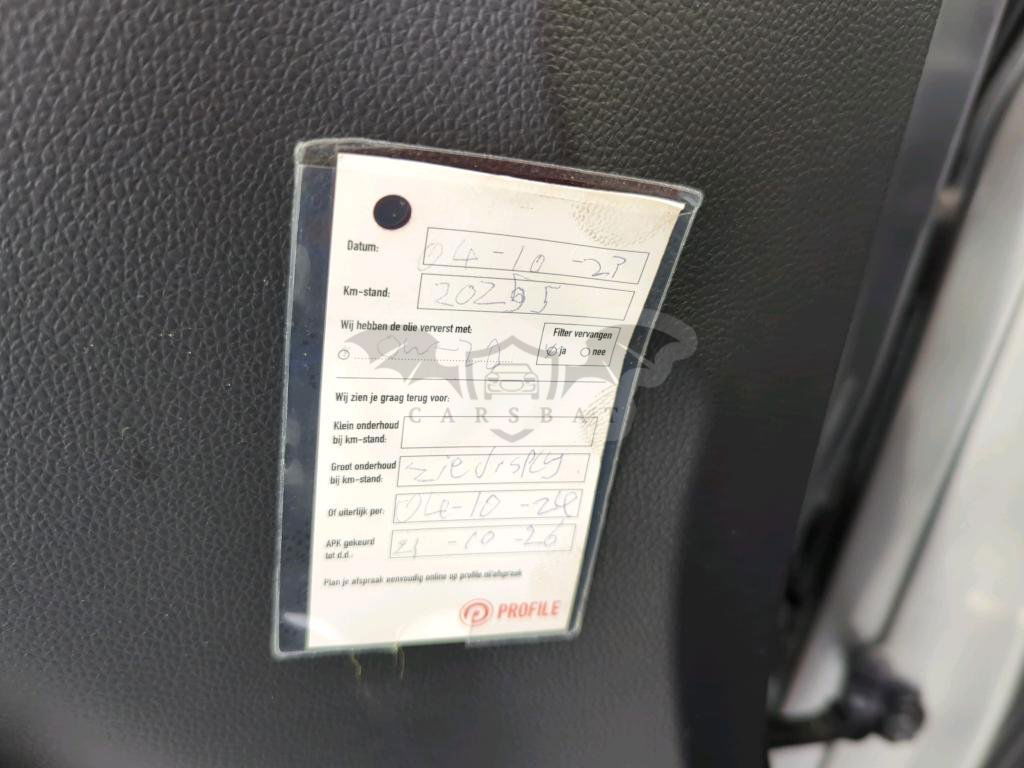 Datum: 04-10-23
Km-stand: 20255
Wij hebben de olie ververst met: Filter vervangen
0W-20 ja nee
CARSBAT
Wij zien je graag terug voor:
Klein onderhoud
bij km-stand:
Groot onderhoud
bij km-stand: zie display.
Of uiterlijk per: 04-10-24
APK gekeurd
tot d.d.: 21-10-26
Plan je afspraak eenvoudig online op profile.nl/afspraak
PROFILE